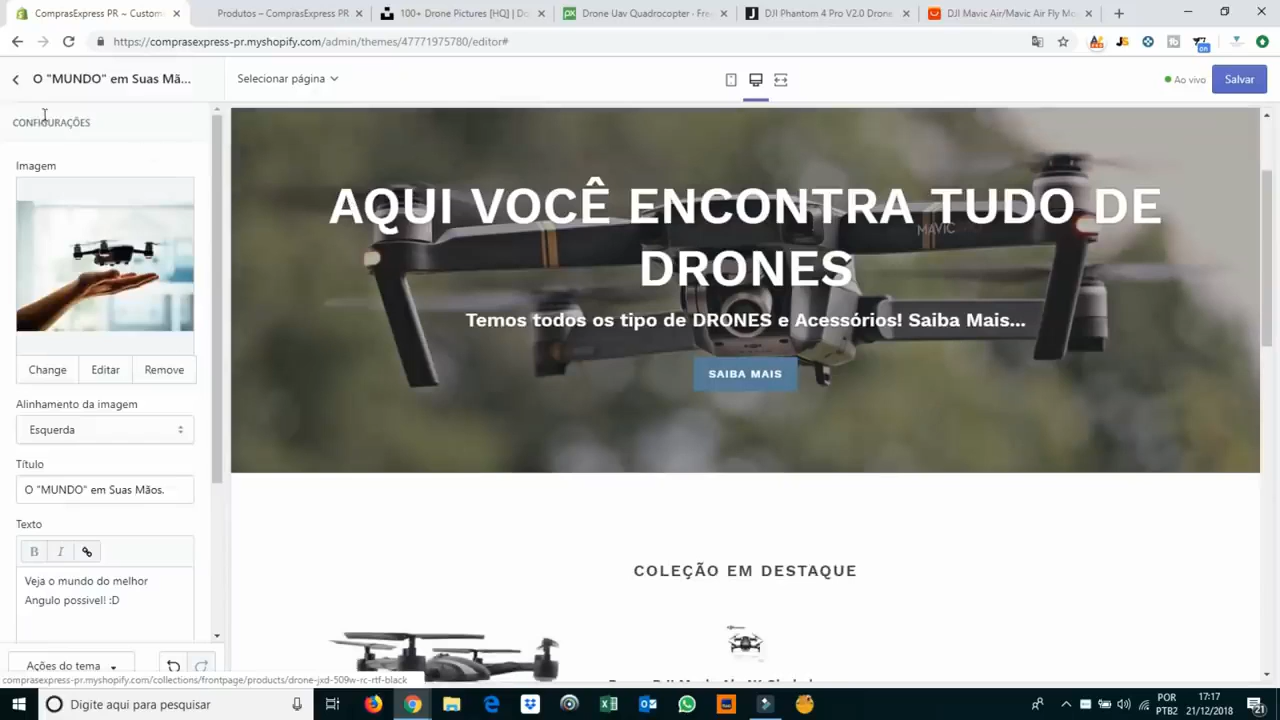 ComprasExpress PR ~ Custom
Produtos ~ ComprasExpress PR
100+ Drone Pictures [HQ] | Do
Drone Uav Quadrocopter - Fre
DJI Phantom 4 Pro V2.0 Drone
DJI Mavic Air/Mavic Air Fly Mo
https://comprasexpress-pr.myshopify.com/admin/themes/47771975780/editor#
O "MUNDO" em Suas Mã...
Selecionar página
Ao vivo
Salvar
CONFIGURAÇÕES
Imagem
Change
Editar
Remove
Alinhamento da imagem
Esquerda
Título
O "MUNDO" em Suas Mãos.
Texto
B I
Veja o mundo do melhor
Angulo possivel! :D
Ações do tema
AQUI VOCÊ ENCONTRA TUDO DE
DRONES
MAVIC
Temos todos os tipo de DRONES e Acessórios! Saiba Mais...
SAIBA MAIS
COLEÇÃO EM DESTAQUE
comprasexpress-pr.myshopify.com/collections/frontpage/products/drone-jxd-509w-rc-rtf-black
Digite aqui para pesquisar
POR
PTB2
17:17
21/12/2018
21